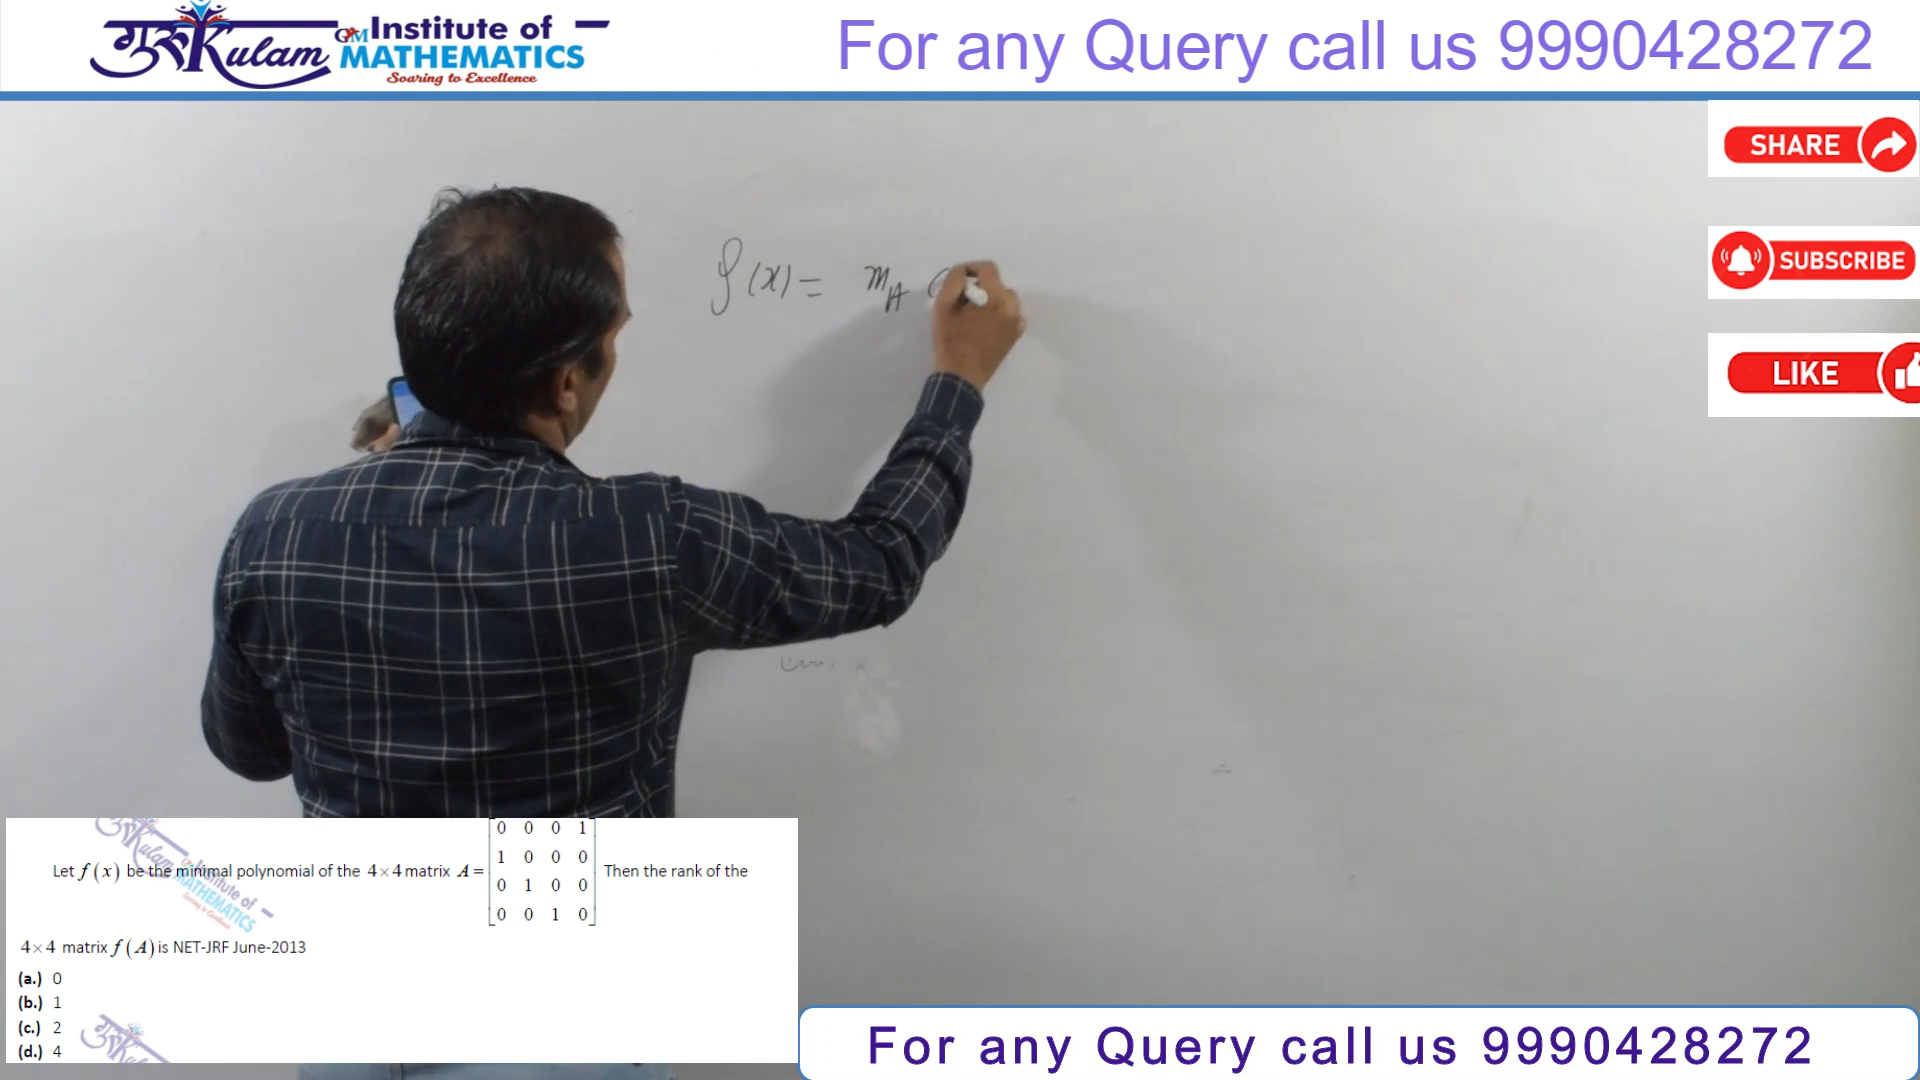 गुरुKulam GM Institute of
MATHEMATICS
Soaring to Excellence
For any Query call us 9990428272
SHARE
SUBSCRIBE
LIKE
f(x) = m_A (
Let f(x) be the minimal polynomial of the 4×4 matrix A = [0 0 0 1
1 0 0 0
0 1 0 0
0 0 1 0] Then the rank of the
4×4 matrix f(A) is NET-JRF June-2013
(a.) 0
(b.) 1
(c.) 2
(d.) 4
For any Query call us 9990428272